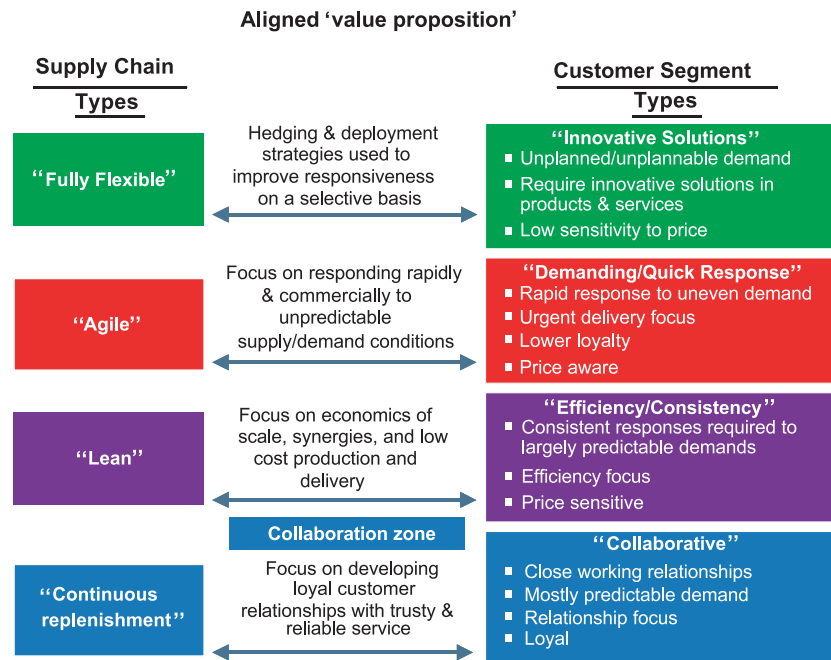 Aligned ‘value proposition’
Supply Chain
Types
Customer Segment
Types
‘‘Fully Flexible’’
Hedging & deployment
strategies used to
improve responsiveness
on a selective basis
‘‘Innovative Solutions’’
▪ Unplanned/unplannable demand
▪ Require innovative solutions in
products & services
▪ Low sensitivity to price
‘‘Agile’’
Focus on responding rapidly
& commercially to
unpredictable
supply/demand conditions
‘‘Demanding/Quick Response’’
▪ Rapid response to uneven demand
▪ Urgent delivery focus
▪ Lower loyalty
▪ Price aware
‘‘Lean’’
Focus on economics of
scale, synergies, and low
cost production and
delivery
‘‘Efficiency/Consistency’’
▪ Consistent responses required to
largely predictable demands
▪ Efficiency focus
▪ Price sensitive
Collaboration zone
‘‘Continuous
replenishment’’
Focus on developing
loyal customer
relationships with trusty &
reliable service
‘‘Collaborative’’
▪ Close working relationships
▪ Mostly predictable demand
▪ Relationship focus
▪ Loyal